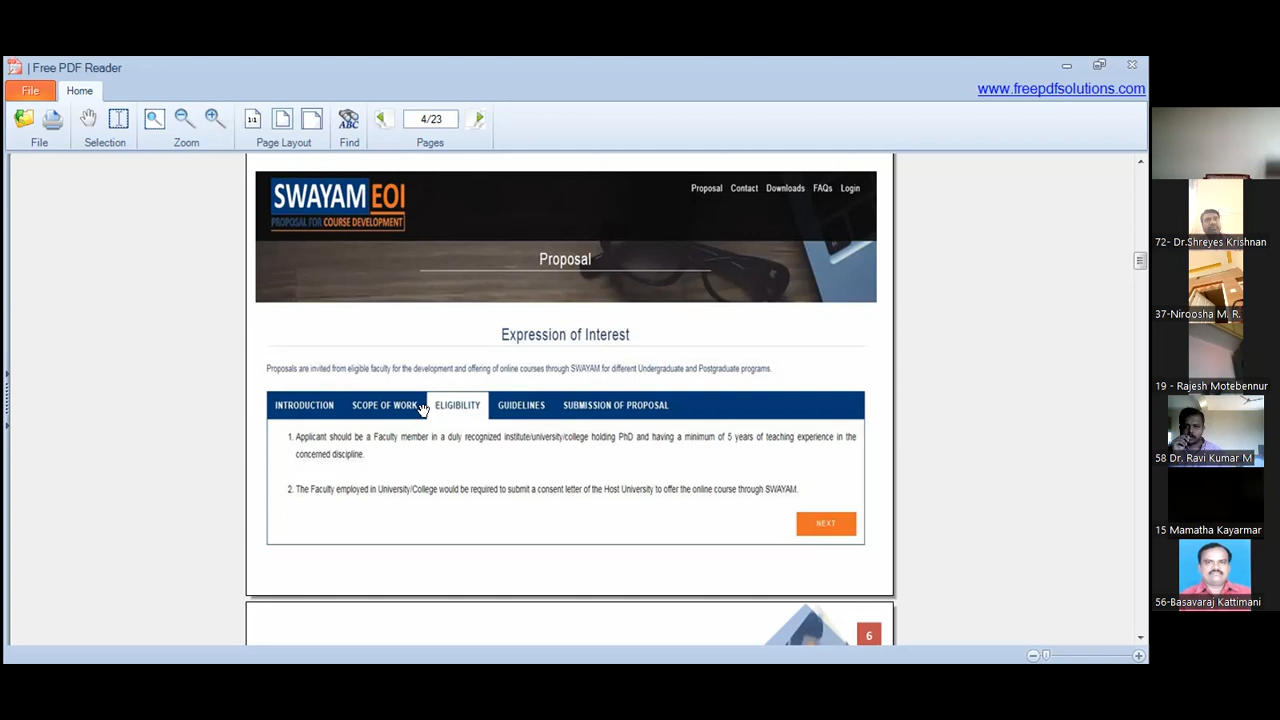 | Free PDF Reader
File
Home
www.freepdfsolutions.com
1:1
ABC
4/23
File
Selection
Zoom
Page Layout
Find
Pages
SWAYAM EOI
PROPOSAL FOR COURSE DEVELOPMENT
Proposal Contact Downloads FAQs Login
Proposal
Expression of Interest
Proposals are invited from eligible faculty for the development and offering of online courses through SWAYAM for different Undergraduate and Postgraduate programs.
INTRODUCTION SCOPE OF WORK ELIGIBILITY GUIDELINES SUBMISSION OF PROPOSAL
1. Applicant should be a Faculty member in a duly recognized institute/university/college holding PhD and having a minimum of 5 years of teaching experience in the
concerned discipline.
2. The Faculty employed in University/College would be required to submit a consent letter of the Host University to offer the online course through SWAYAM.
NEXT
6
72- Dr.Shreyes Krishnan
37-Niroosha M. R.
19 - Rajesh Motebennur
58 Dr. Ravi Kumar M
15 Mamatha Kayarmar
56-Basavaraj Kattimani